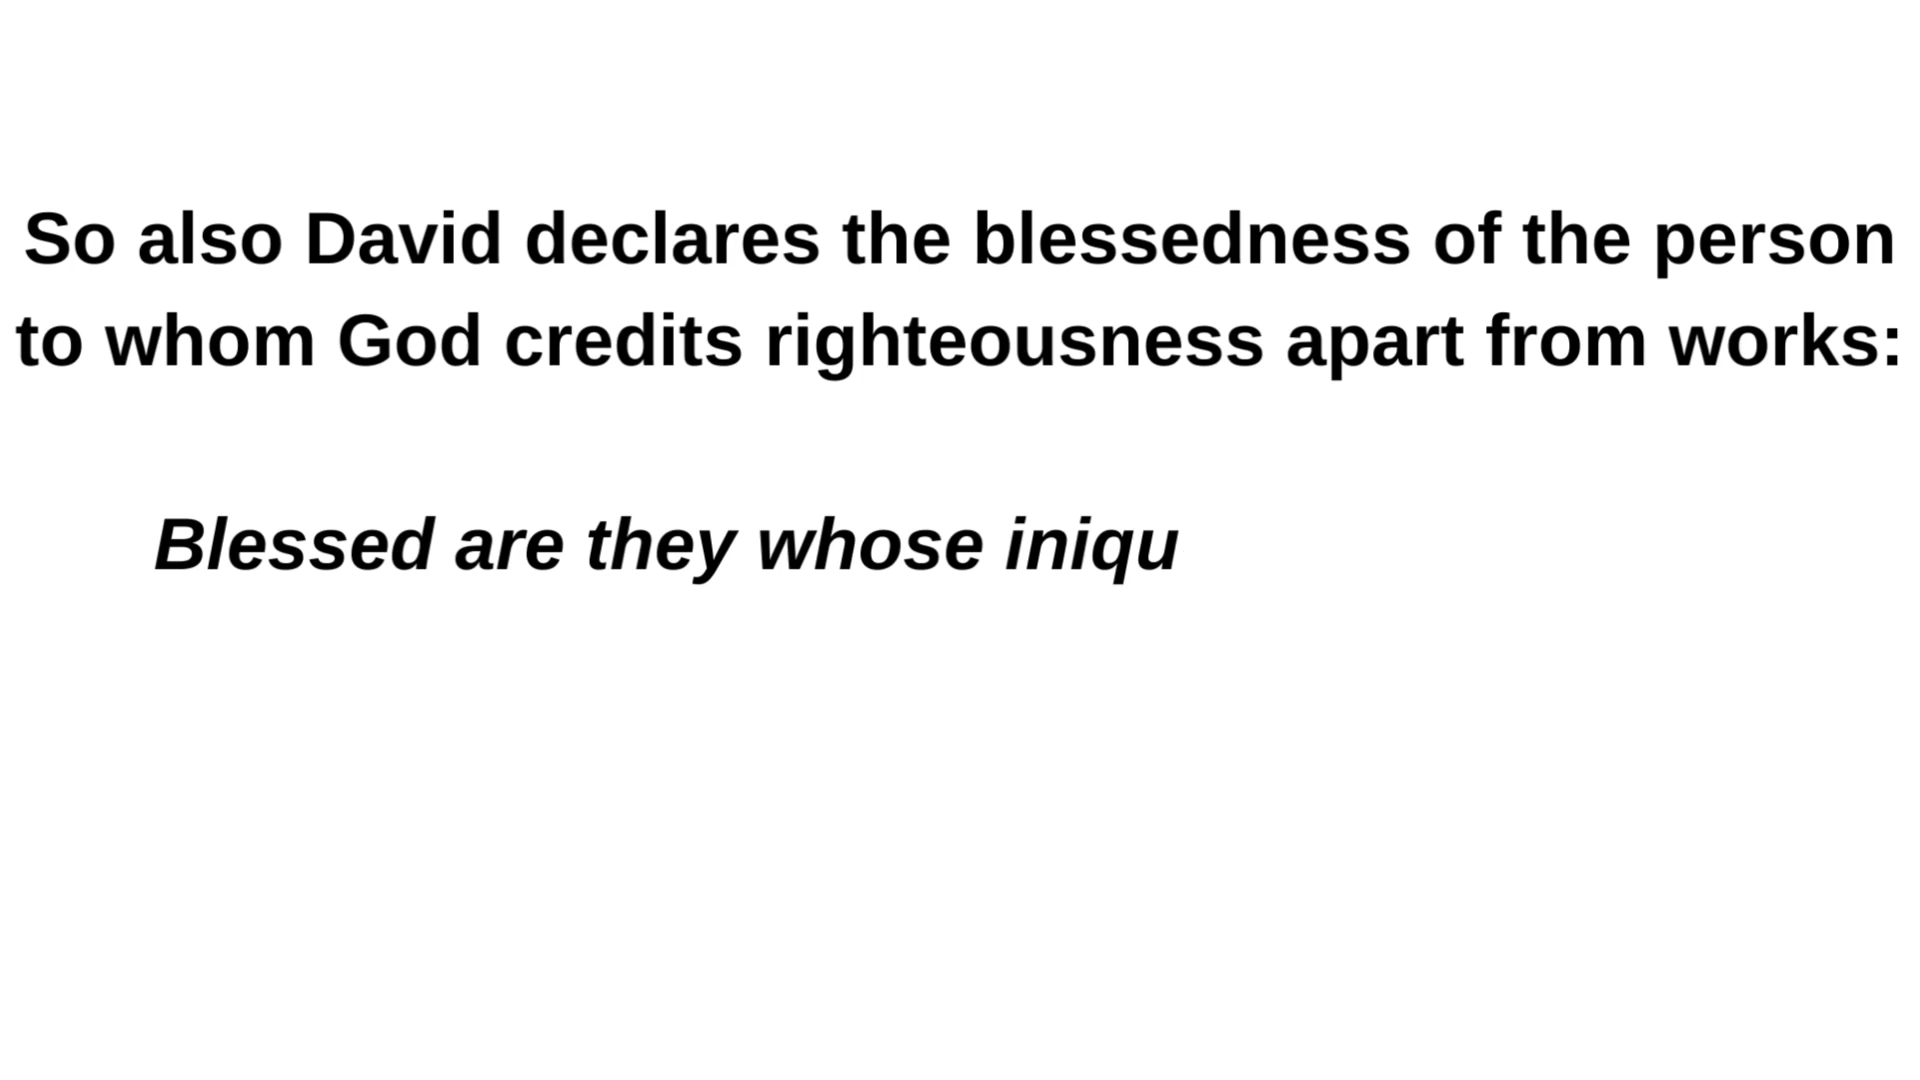 So also David declares the blessedness of the person
to whom God credits righteousness apart from works:
Blessed are they whose iniqu